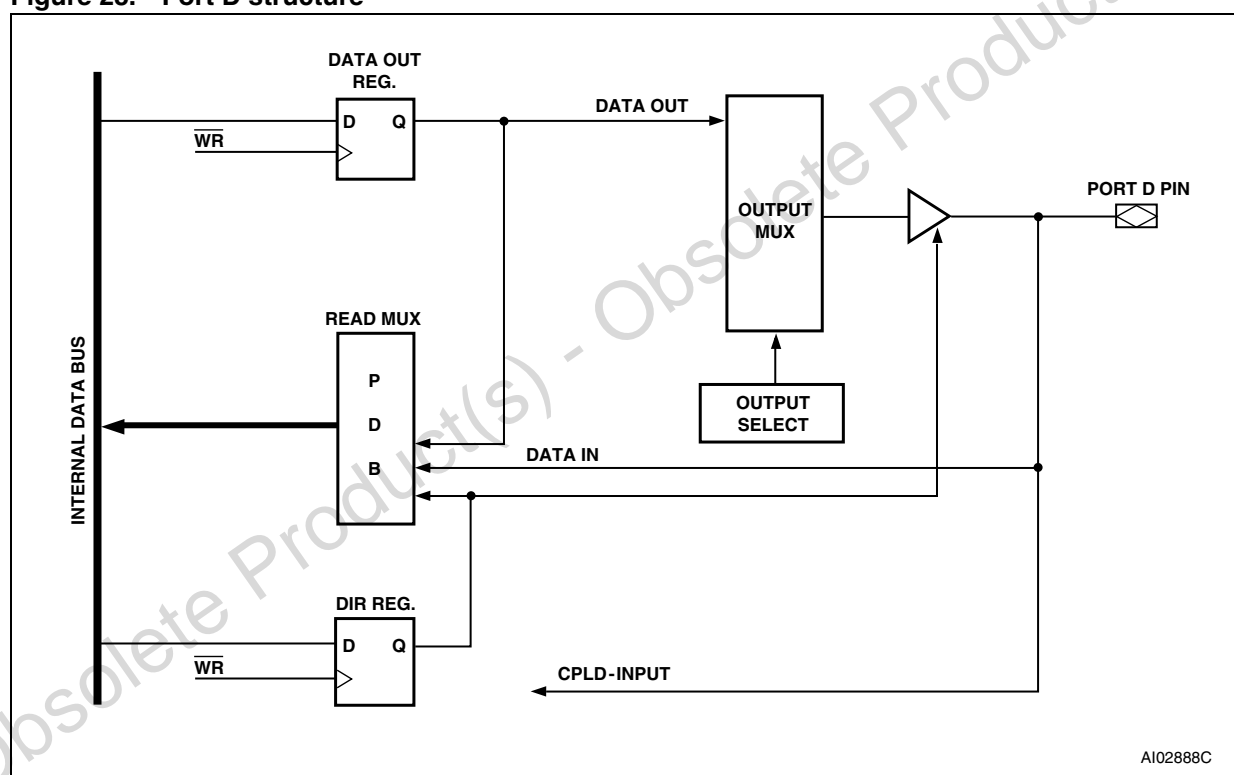 Figure 28. Port D structure
DATA OUT
REG.
D Q
WR
DATA OUT
OUTPUT
MUX
PORT D PIN
READ MUX
P
D
B
OUTPUT
SELECT
DATA IN
INTERNAL DATA BUS
DIR REG.
D Q
WR
CPLD-INPUT
AI02888C
Obsolete Product(s) - Obsolete Product